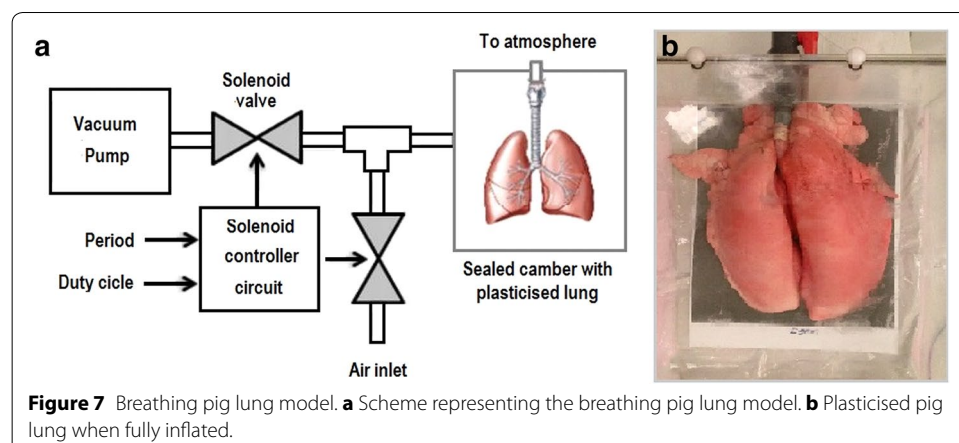 a
To atmosphere
b
Solenoid
valve
Vacuum
Pump
Period
Duty cicle
Solenoid
controller
circuit
Sealed camber with
plasticised lung
Air inlet
Figure 7 Breathing pig lung model. a Scheme representing the breathing pig lung model. b Plasticised pig
lung when fully inflated.